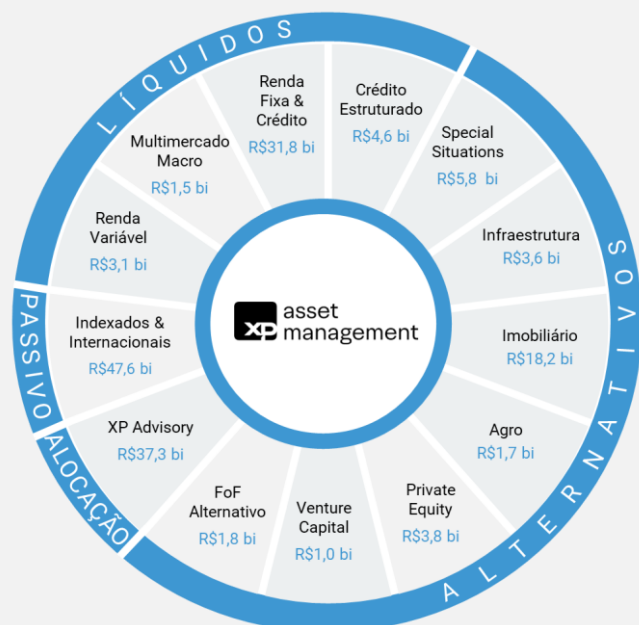 LÍQUIDOS
Renda
Fixa &
Crédito
R$31,8 bi
Crédito
Estruturado
R$4,6 bi
Special
Situations
R$5,8 bi
Multimercado
Macro
R$1,5 bi
Renda
Variável
R$3,1 bi
Infraestrutura
R$3,6 bi
ALTERNATIVOS
PASSIVO
Indexados &
Internacionais
R$47,6 bi
xp asset
management
Imobiliário
R$18,2 bi
ALOCAÇÃO
XP Advisory
R$37,3 bi
Agro
R$1,7 bi
FoF
Alternativo
R$1,8 bi
Venture
Capital
R$1,0 bi
Private
Equity
R$3,8 bi